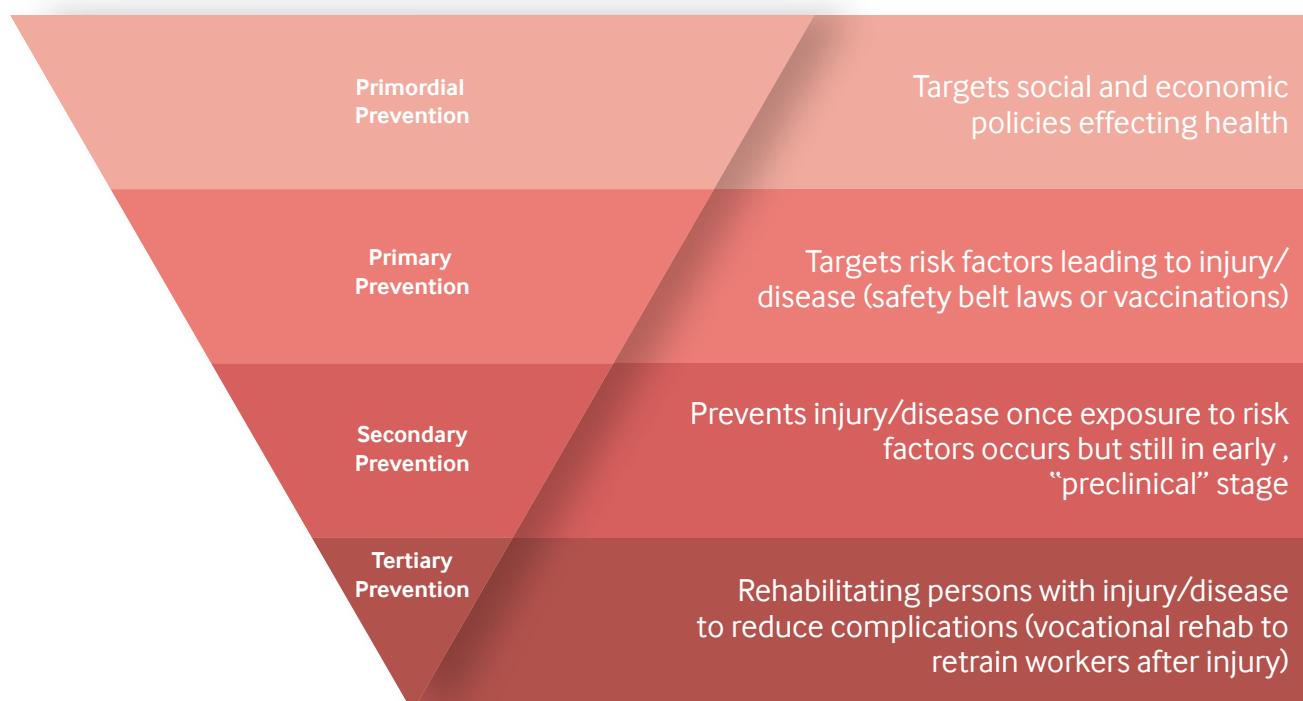 Primordial
Prevention
Targets social and economic
policies effecting health
Primary
Prevention
Targets risk factors leading to injury/
disease (safety belt laws or vaccinations)
Secondary
Prevention
Prevents injury/disease once exposure to risk
factors occurs but still in early ,
“preclinical” stage
Tertiary
Prevention
Rehabilitating persons with injury/disease
to reduce complications (vocational rehab to
retrain workers after injury)